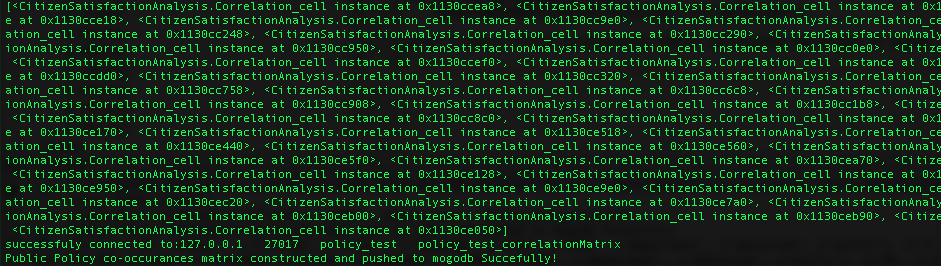 [<CitizenSatisfactionAnalysis.Correlation_cell instance at 0x1130ccea8>, <CitizenSatisfactionAnalysis.Correlation_cell instance at 0x1
e at 0x1130cce18>, <CitizenSatisfactionAnalysis.Correlation_cell instance at 0x1130cc9e0>, <CitizenSatisfactionAnalysis.Correl
ation_cell instance at 0x1130cc248>, <CitizenSatisfactionAnalysis.Correlation_cell instance at 0x1130cc290>, <CitizenSatisfact
ionAnalysis.Correlation_cell instance at 0x1130cc950>, <CitizenSatisfactionAnalysis.Correlation_cell instance at 0x1130cc0e0>,
<CitizenSatisfactionAnalysis.Correlation_cell instance at 0x1130ccef0>, <CitizenSatisfactionAnalysis.Correlation_cell instance at 0x1
e at 0x1130ccdd0>, <CitizenSatisfactionAnalysis.Correlation_cell instance at 0x1130cc320>, <CitizenSatisfactionAnalysis.Correl
ation_cell instance at 0x1130cc758>, <CitizenSatisfactionAnalysis.Correlation_cell instance at 0x1130cc6c8>, <CitizenSatisfact
ionAnalysis.Correlation_cell instance at 0x1130cc908>, <CitizenSatisfactionAnalysis.Correlation_cell instance at 0x1130cc1b8>,
<CitizenSatisfactionAnalysis.Correlation_cell instance at 0x1130cc8c0>, <CitizenSatisfactionAnalysis.Correlation_cell instance at 0x1
e at 0x1130ce170>, <CitizenSatisfactionAnalysis.Correlation_cell instance at 0x1130ce518>, <CitizenSatisfactionAnalysis.Correl
ation_cell instance at 0x1130ce440>, <CitizenSatisfactionAnalysis.Correlation_cell instance at 0x1130ce560>, <CitizenSatisfact
ionAnalysis.Correlation_cell instance at 0x1130ce5f0>, <CitizenSatisfactionAnalysis.Correlation_cell instance at 0x1130cea70>,
<CitizenSatisfactionAnalysis.Correlation_cell instance at 0x1130ce128>, <CitizenSatisfactionAnalysis.Correlation_cell instance at 0x1
e at 0x1130ce950>, <CitizenSatisfactionAnalysis.Correlation_cell instance at 0x1130ce9e0>, <CitizenSatisfactionAnalysis.Correl
ation_cell instance at 0x1130cec20>, <CitizenSatisfactionAnalysis.Correlation_cell instance at 0x1130ce7a0>, <CitizenSatisfact
ionAnalysis.Correlation_cell instance at 0x1130ceb00>, <CitizenSatisfactionAnalysis.Correlation_cell instance at 0x1130ceb90>,
<CitizenSatisfactionAnalysis.Correlation_cell instance at 0x1130ce050>]
successfuly connected to:127.0.0.1   27017   policy_test   policy_test_correlationMatrix
Public Policy co-occurances matrix constructed and pushed to mogodb Succefully!